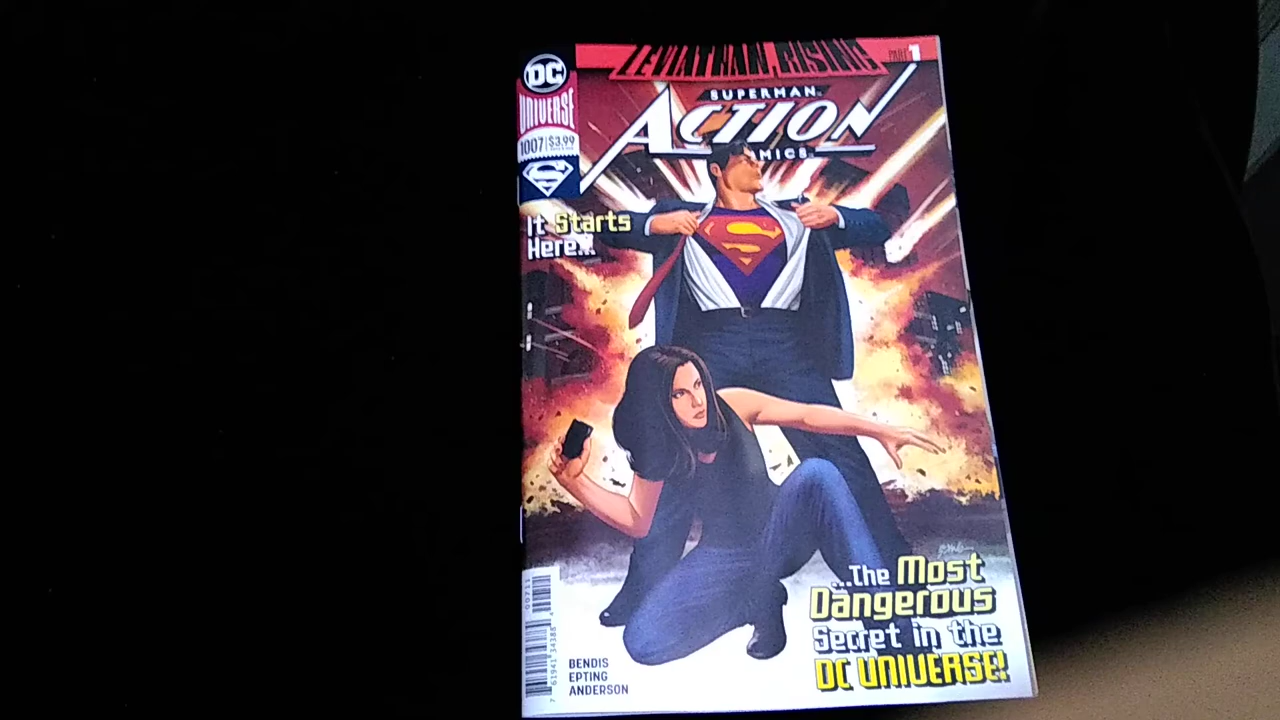 LEVIATHAN RISING PART 1
DC
UNIVERSE
1007 $3.99
SUPERMAN
ACTION
MICS
It Starts
Here...
...The Most
Dangerous
Secret in the
DC UNIVERSE!
BENDIS
EPTING
ANDERSON